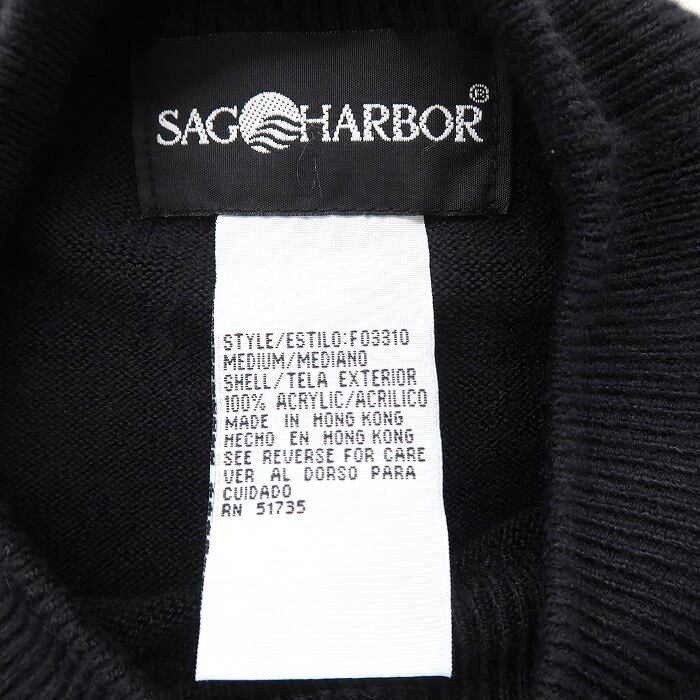 SAG HARBOR®
STYLE/ESTILO:F03310
MEDIUM/MEDIANO
SHELL/TELA EXTERIOR
100% ACRYLIC/ACRILICO
MADE IN HONG KONG
HECHO EN HONG KONG
SEE REVERSE FOR CARE
VER AL DORSO PARA
CUIDADO
RN 51735